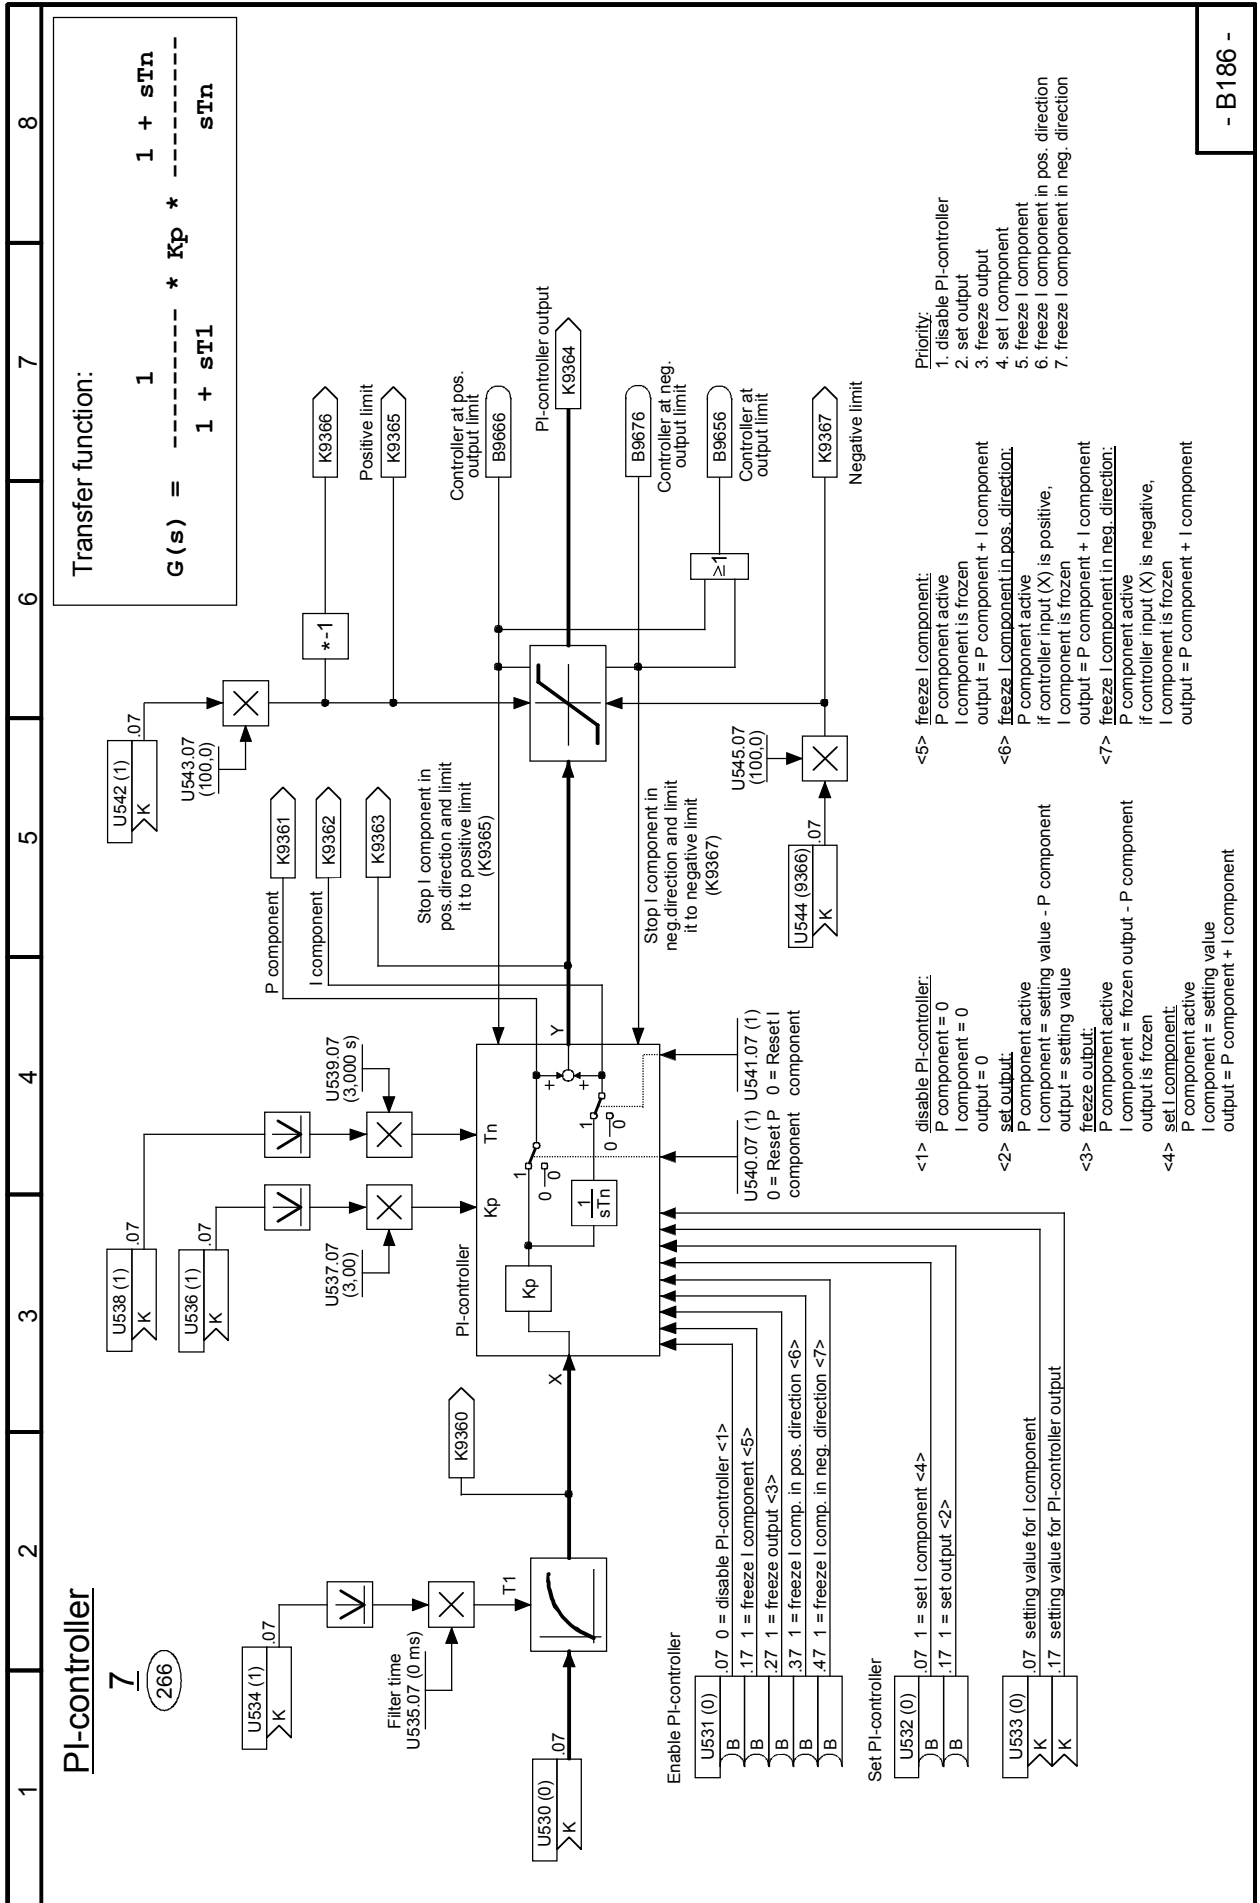 1 2 3 4 5 6 7 8
PI-controller
7
266
Transfer function:
1 1 + sTn
G(s) = --------- * Kp * -----------
1 + sT1 sTn
U534 (1)
K
.07
Filter time
U535.07 (0 ms)
T1
U530 (0)
K
.07
K9360
X
U538 (1)
K
.07
U536 (1)
K
.07
U537.07
(3,00)
U539.07
(3,000 s)
PI-controller
Kp
Tn
Kp
1
sTn
1
0
0
1
0
0
+
+
Y
U540.07 (1)
0 = Reset P
component
U541.07 (1)
0 = Reset I
component
P component
K9361
I component
K9362
K9363
Stop I component in
pos.direction and limit
it to positive limit
(K9365)
Stop I component in
neg.direction and limit
it to negative limit
(K9367)
U542 (1)
K
.07
U543.07
(100,0)
U544 (9366)
K
.07
U545.07
(100,0)
*-1
K9366
Positive limit
K9365
Controller at pos.
output limit
B9666
PI-controller output
K9364
B9676
Controller at neg.
output limit
≥1
B9656
Controller at
output limit
K9367
Negative limit
Enable PI-controller
U531 (0)
B .07 0 = disable PI-controller <1>
B .17 1 = freeze I component <5>
B .27 1 = freeze output <3>
B .37 1 = freeze I comp. in pos. direction <6>
B .47 1 = freeze I comp. in neg. direction <7>
Set PI-controller
U532 (0)
B .07 1 = set I component <4>
B .17 1 = set output <2>
U533 (0)
K .07 setting value for I component
K .17 setting value for PI-controller output
<1> disable PI-controller:
P component = 0
I component = 0
output = 0
<2> set output:
P component active
I component = setting value - P component
output = setting value
<3> freeze output:
P component active
I component = frozen output - P component
output is frozen
<4> set I component:
P component active
I component = setting value
output = P component + I component
<5> freeze I component:
P component active
I component is frozen
output = P component + I component
<6> freeze I component in pos. direction:
P component active
if controller input (X) is positive,
I component is frozen
output = P component + I component
<7> freeze I component in neg. direction:
P component active
if controller input (X) is negative,
I component is frozen
output = P component + I component
Priority:
1. disable PI-controller
2. set output
3. freeze output
4. set I component
5. freeze I component
6. freeze I component in pos. direction
7. freeze I component in neg. direction
- B186 -